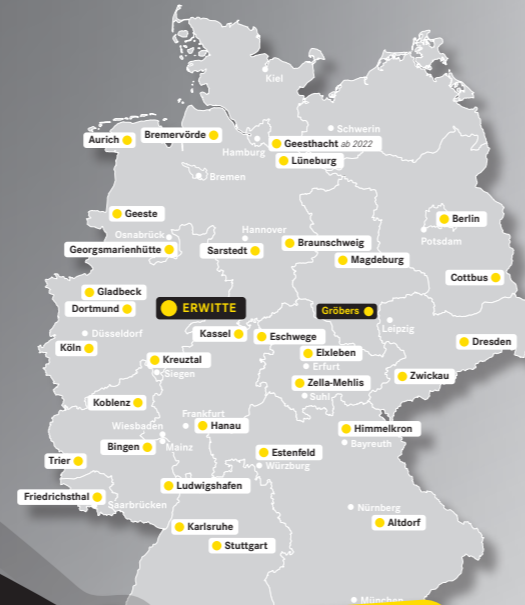 Kiel
Schwerin
Aurich
Bremervörde
Hamburg
Geesthacht ab 2022
Lüneburg
Bremen
Geeste
Berlin
Osnabrück
Hannover
Potsdam
Georgsmarienhütte
Sarstedt
Braunschweig
Magdeburg
Cottbus
Gladbeck
Dortmund
ERWITTE
Gröbers
Leipzig
Düsseldorf
Kassel
Eschwege
Dresden
Köln
Elxleben
Kreuztal
Erfurt
Siegen
Zella-Mehlis
Zwickau
Suhl
Koblenz
Frankfurt
Wiesbaden
Hanau
Himmelkron
Bayreuth
Bingen
Mainz
Estenfeld
Trier
Würzburg
Ludwigshafen
Friedrichsthal
Saarbrücken
Nürnberg
Karlsruhe
Altdorf
Stuttgart
München